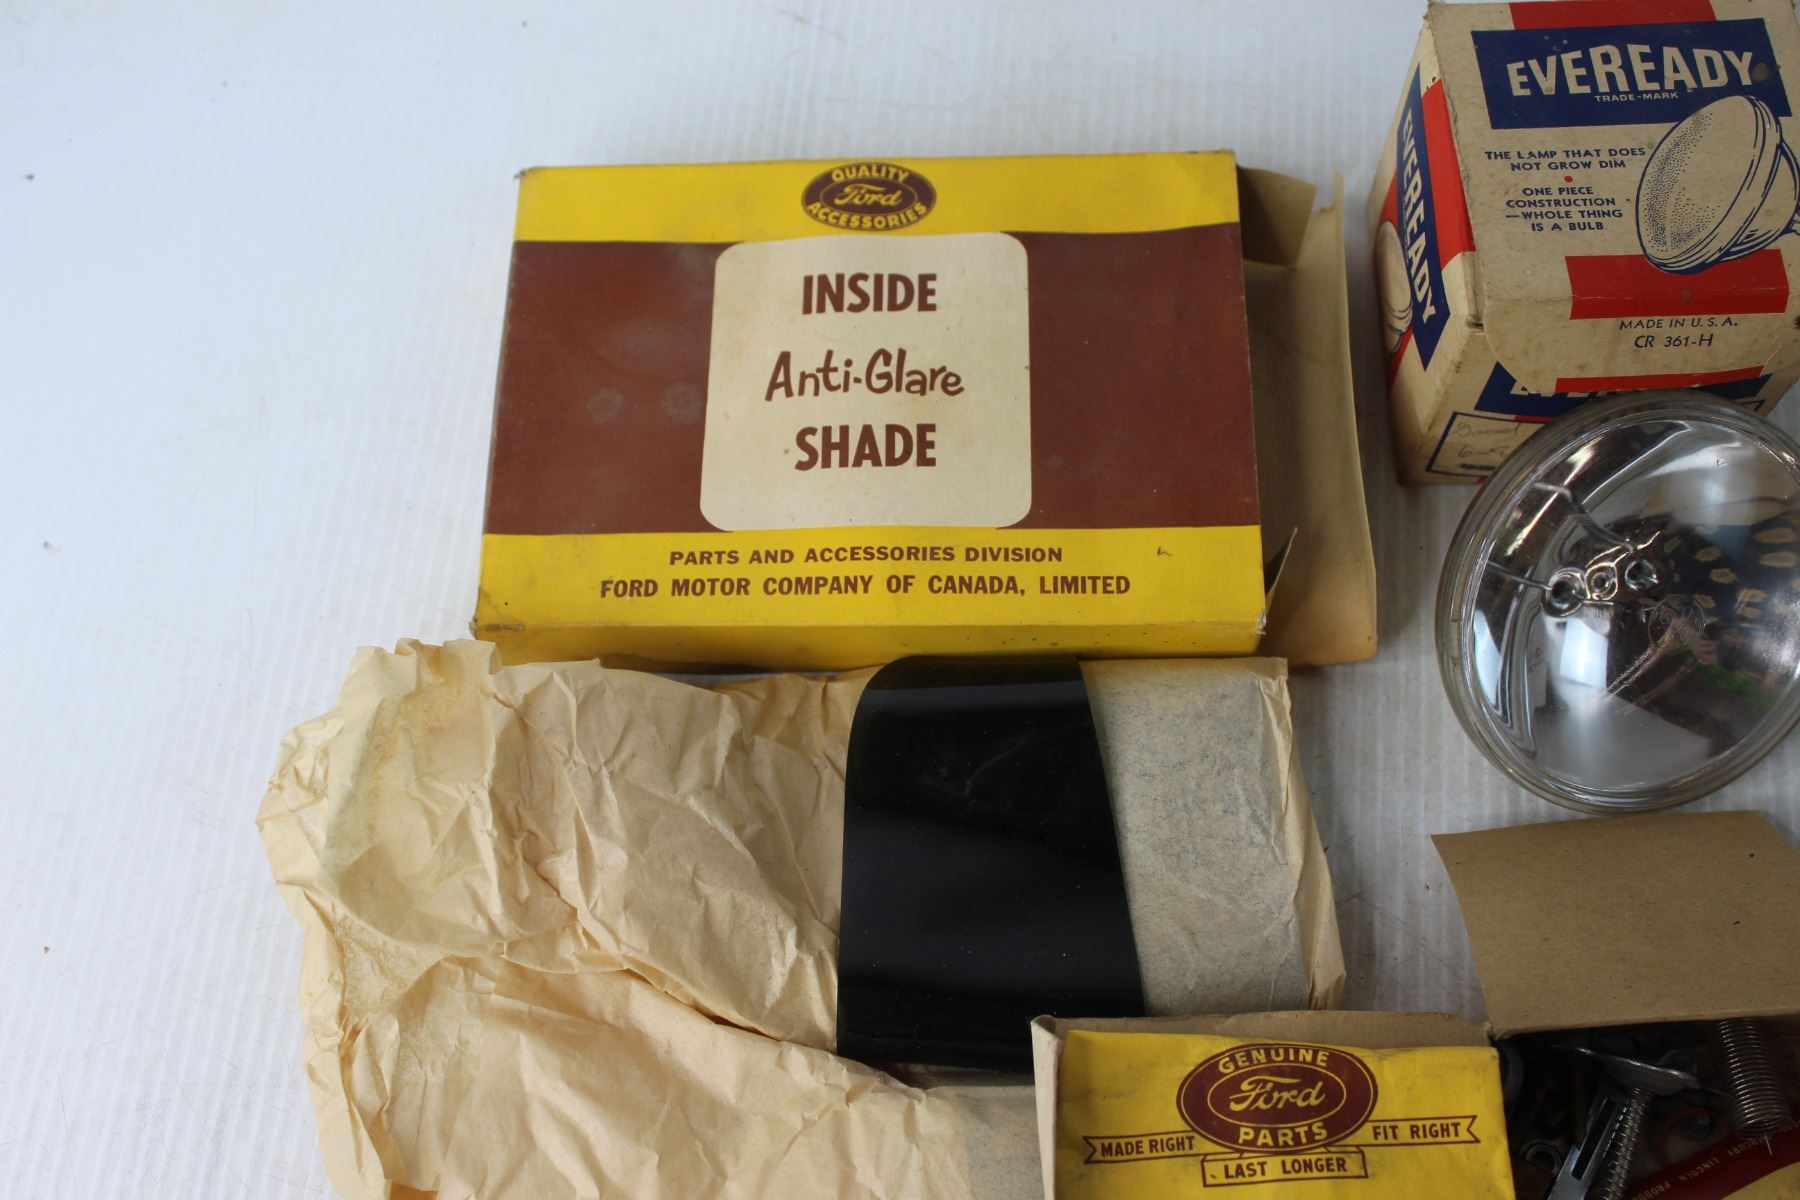 QUALITY
Ford
ACCESSORIES
INSIDE
Anti-Glare
SHADE
PARTS AND ACCESSORIES DIVISION
FORD MOTOR COMPANY OF CANADA, LIMITED
EVEREADY
TRADE-MARK
THE LAMP THAT DOES
NOT GROW DIM
•
ONE PIECE
CONSTRUCTION
—WHOLE THING
IS A BULB
MADE IN U.S.A.
CR 361-H
EVEREADY
Good
GENUINE
Ford
PARTS
MADE RIGHT
FIT RIGHT
LAST LONGER
LINCOLN